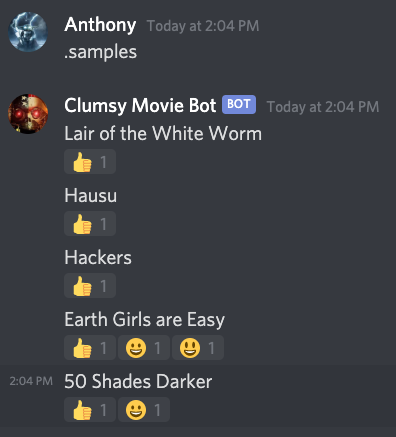 Anthony Today at 2:04 PM
.samples
Clumsy Movie Bot BOT Today at 2:04 PM
Lair of the White Worm
👍 1
Hausu
👍 1
Hackers
👍 1
Earth Girls are Easy
👍 1 😀 1 😃 1
2:04 PM 50 Shades Darker
👍 1 😀 1